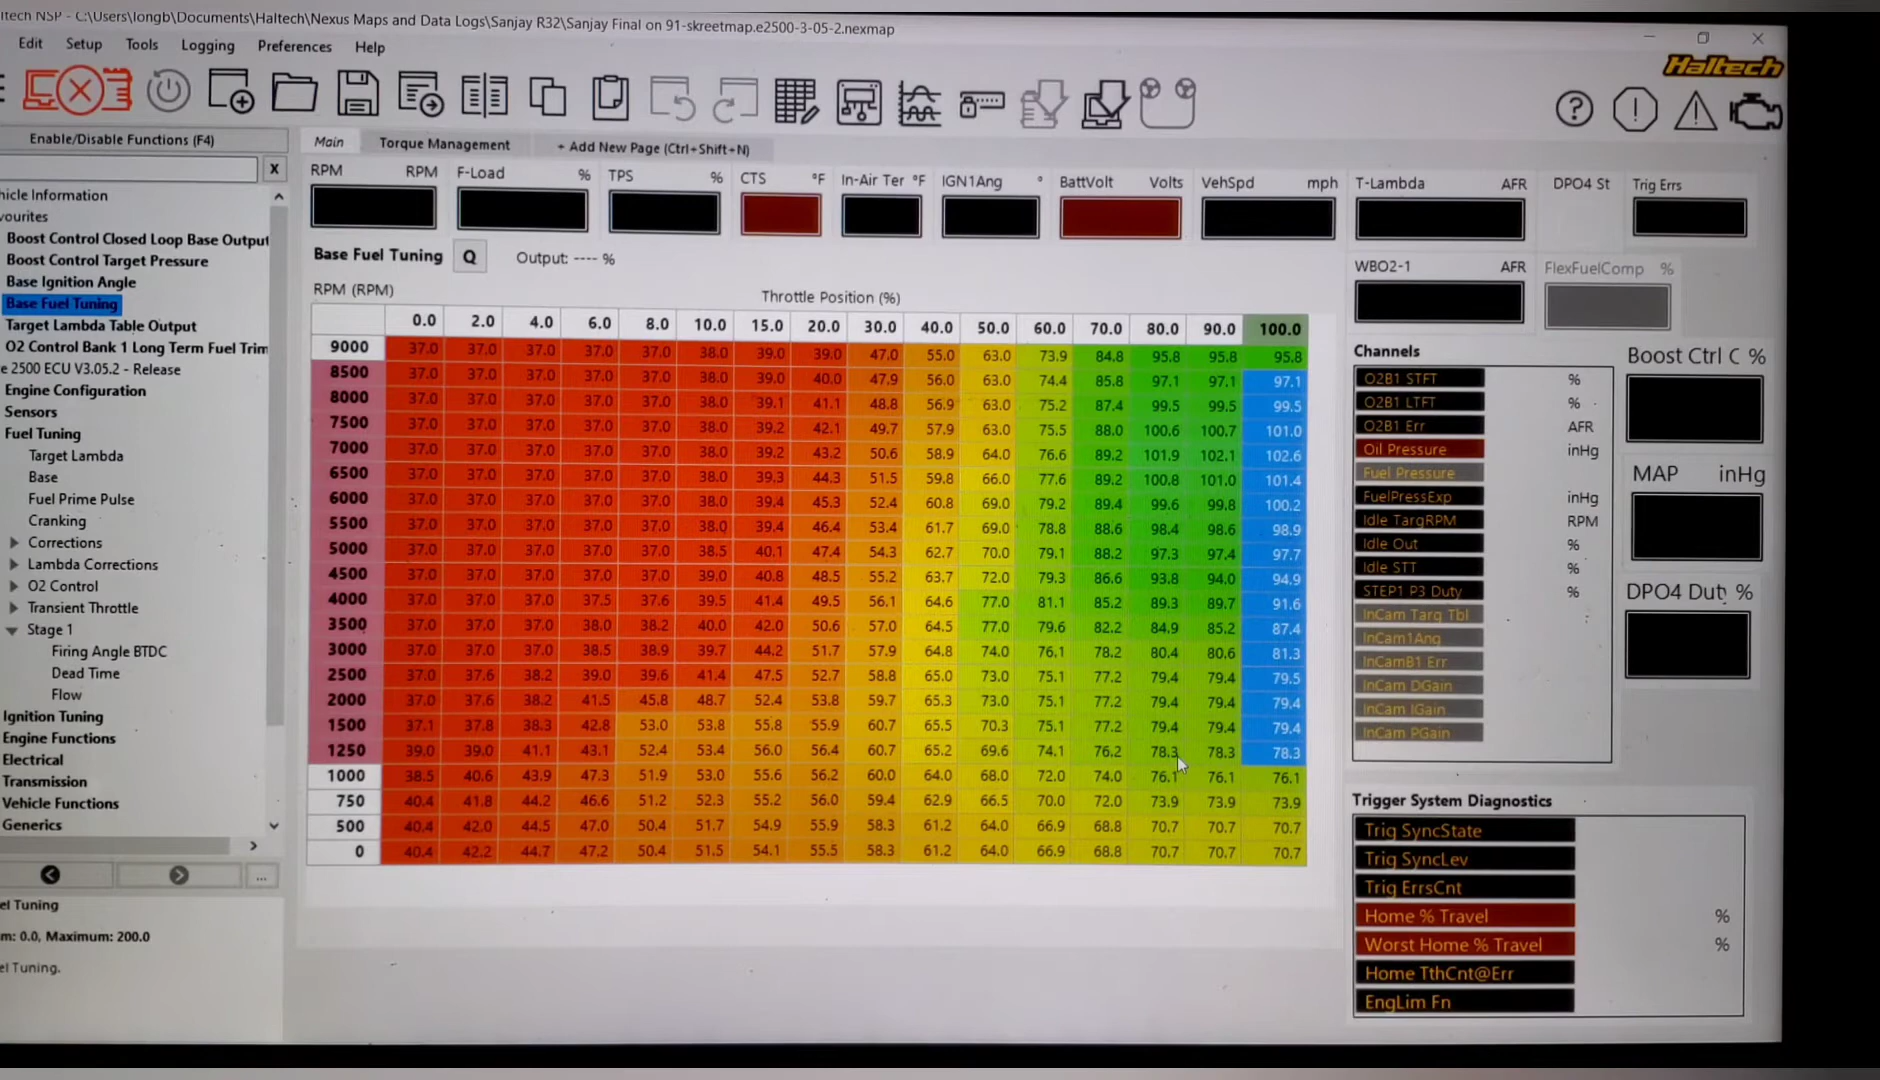 ltech NSP - C:\Users\longb\Documents\Haltech\Nexus Maps and Data Logs\Sanjay R32\Sanjay Final on 91-skreetmap.e2500-3-05-2.nexmap
Edit Setup Tools Logging Preferences Help
Haltech
Enable/Disable Functions (F4)
X
hicle Information
vourites
Boost Control Closed Loop Base Output
Boost Control Target Pressure
Base Ignition Angle
Base Fuel Tuning
Target Lambda Table Output
O2 Control Bank 1 Long Term Fuel Trim
e 2500 ECU V3.05.2 - Release
Engine Configuration
Sensors
Fuel Tuning
Target Lambda
Base
Fuel Prime Pulse
Cranking
Corrections
Lambda Corrections
O2 Control
Transient Throttle
Stage 1
Firing Angle BTDC
Dead Time
Flow
Ignition Tuning
Engine Functions
Electrical
Transmission
Vehicle Functions
Generics
...
el Tuning
m: 0.0, Maximum: 200.0
el Tuning.
Main Torque Management + Add New Page (Ctrl+Shift+N)
RPM RPM F-Load % TPS % CTS °F In-Air Ter °F IGN1Ang ° BattVolt Volts VehSpd mph T-Lambda AFR DPO4 St Trig Errs
Base Fuel Tuning Q Output: ---- %
RPM (RPM) Throttle Position (%)
0.0 2.0 4.0 6.0 8.0 10.0 15.0 20.0 30.0 40.0 50.0 60.0 70.0 80.0 90.0 100.0
9000 37.0 37.0 37.0 37.0 37.0 38.0 39.0 39.0 47.0 55.0 63.0 73.9 84.8 95.8 95.8 95.8
8500 37.0 37.0 37.0 37.0 37.0 38.0 39.0 40.0 47.9 56.0 63.0 74.4 85.8 97.1 97.1 97.1
8000 37.0 37.0 37.0 37.0 37.0 38.0 39.1 41.1 48.8 56.9 63.0 75.2 87.4 99.5 99.5 99.5
7500 37.0 37.0 37.0 37.0 37.0 38.0 39.2 42.1 49.7 57.9 63.0 75.5 88.0 100.6 100.7 101.0
7000 37.0 37.0 37.0 37.0 37.0 38.0 39.2 43.2 50.6 58.9 64.0 76.6 89.2 101.9 102.1 102.6
6500 37.0 37.0 37.0 37.0 37.0 38.0 39.3 44.3 51.5 59.8 66.0 77.6 89.2 100.8 101.0 101.4
6000 37.0 37.0 37.0 37.0 37.0 38.0 39.4 45.3 52.4 60.8 69.0 79.2 89.4 99.6 99.8 100.2
5500 37.0 37.0 37.0 37.0 37.0 38.0 39.4 46.4 53.4 61.7 69.0 78.8 88.6 98.4 98.6 98.9
5000 37.0 37.0 37.0 37.0 37.0 38.5 40.1 47.4 54.3 62.7 70.0 79.1 88.2 97.3 97.4 97.7
4500 37.0 37.0 37.0 37.0 37.0 39.0 40.8 48.5 55.2 63.7 72.0 79.3 86.6 93.8 94.0 94.9
4000 37.0 37.0 37.0 37.5 37.6 39.5 41.4 49.5 56.1 64.6 77.0 81.1 85.2 89.3 89.7 91.6
3500 37.0 37.0 37.0 38.0 38.2 40.0 42.0 50.6 57.0 64.5 77.0 79.6 82.2 84.9 85.2 87.4
3000 37.0 37.0 37.0 38.5 38.9 39.7 44.2 51.7 57.9 64.8 74.0 76.1 78.2 80.4 80.6 81.3
2500 37.0 37.6 38.2 39.0 39.6 41.4 47.5 52.7 58.8 65.0 73.0 75.1 77.2 79.4 79.4 79.5
2000 37.0 37.6 38.2 41.5 45.8 48.7 52.4 53.8 59.7 65.3 73.0 75.1 77.2 79.4 79.4 79.4
1500 37.1 37.8 38.3 42.8 53.0 53.8 55.8 55.9 60.7 65.5 70.3 75.1 77.2 79.4 79.4 79.4
1250 39.0 39.0 41.1 43.1 52.4 53.4 56.0 56.4 60.7 65.2 69.6 74.1 76.2 78.3 78.3 78.3
1000 38.5 40.6 43.9 47.3 51.9 53.0 55.6 56.2 60.0 64.0 68.0 72.0 74.0 76.1 76.1 76.1
750 40.4 41.8 44.2 46.6 51.2 52.3 55.2 56.0 59.4 62.9 66.5 70.0 72.0 73.9 73.9 73.9
500 40.4 42.0 44.5 47.0 50.4 51.7 54.9 55.9 58.3 61.2 64.0 66.9 68.8 70.7 70.7 70.7
0 40.4 42.2 44.7 47.2 50.4 51.5 54.1 55.5 58.3 61.2 64.0 66.9 68.8 70.7 70.7 70.7
WBO2-1 AFR FlexFuelComp %
Channels
O2B1 STFT %
O2B1 LTFT %
O2B1 Err AFR
Oil Pressure inHg
Fuel Pressure
FuelPressExp inHg
Idle TargRPM RPM
Idle Out %
Idle STT %
STEP1 P3 Duty %
InCam Targ Tbl
InCam1Ang
InCamB1 Err
InCam DGain
InCam IGain
InCam PGain
Boost Ctrl C %
MAP inHg
DPO4 Duty %
Trigger System Diagnostics
Trig SyncState
Trig SyncLev
Trig ErrsCnt
Home % Travel %
Worst Home % Travel %
Home TthCnt@Err
EngLim Fn